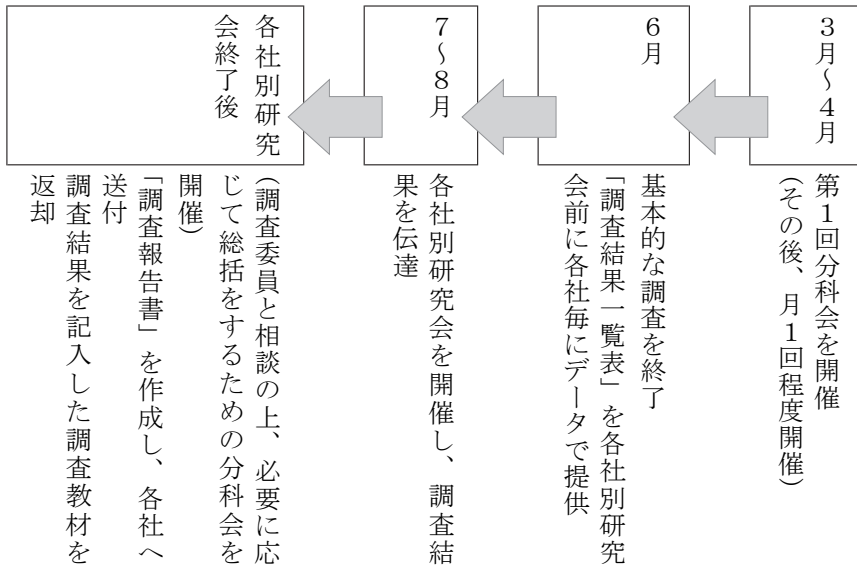 3月〜4月
第1回分科会を開催
(その後、月1回程度開催)
6月
基本的な調査を終了
「調査結果一覧表」を各社別研究
会前に各社毎にデータで提供
7〜8月
各社別研究会を開催し、調査結
果を伝達
各社別研究
会終了後
(調査委員と相談の上、必要に応
じて総括をするための分科会を
開催)
「調査報告書」を作成し、各社へ
送付
調査結果を記入した調査教材を
返却